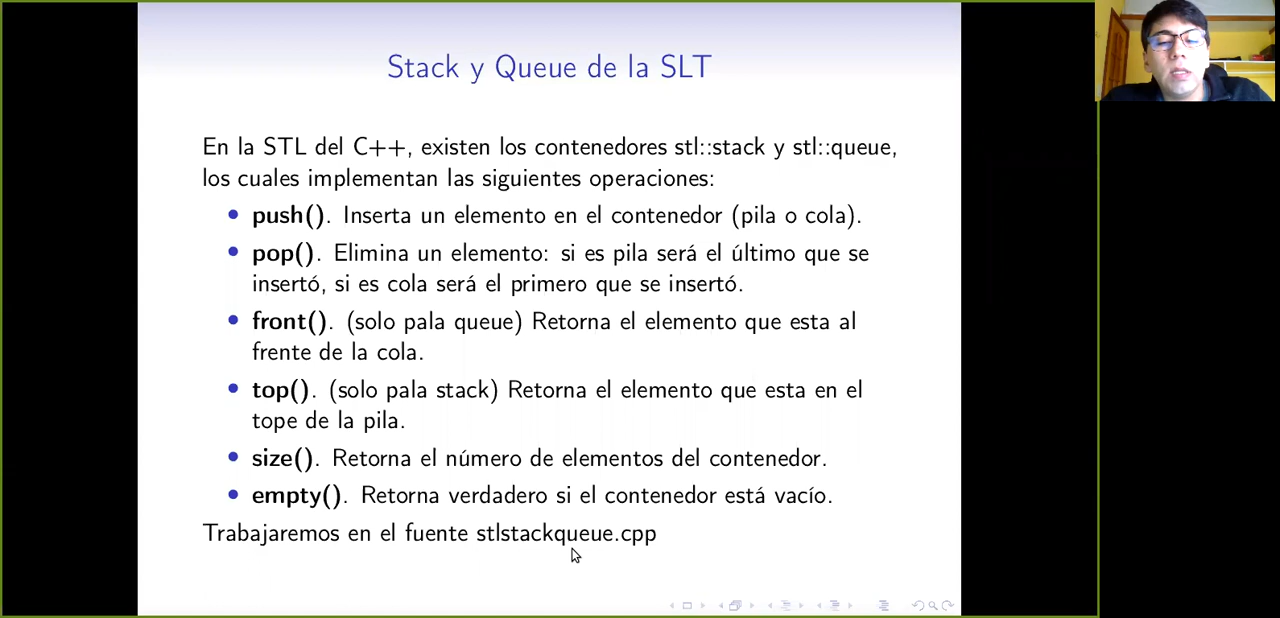 Stack y Queue de la SLT
En la STL del C++, existen los contenedores stl::stack y stl::queue,
los cuales implementan las siguientes operaciones:
• push(). Inserta un elemento en el contenedor (pila o cola).
• pop(). Elimina un elemento: si es pila será el último que se
insertó, si es cola será el primero que se insertó.
• front(). (solo pala queue) Retorna el elemento que esta al
frente de la cola.
• top(). (solo pala stack) Retorna el elemento que esta en el
tope de la pila.
• size(). Retorna el número de elementos del contenedor.
• empty(). Retorna verdadero si el contenedor está vacío.
Trabajaremos en el fuente stlstackqueue.cpp